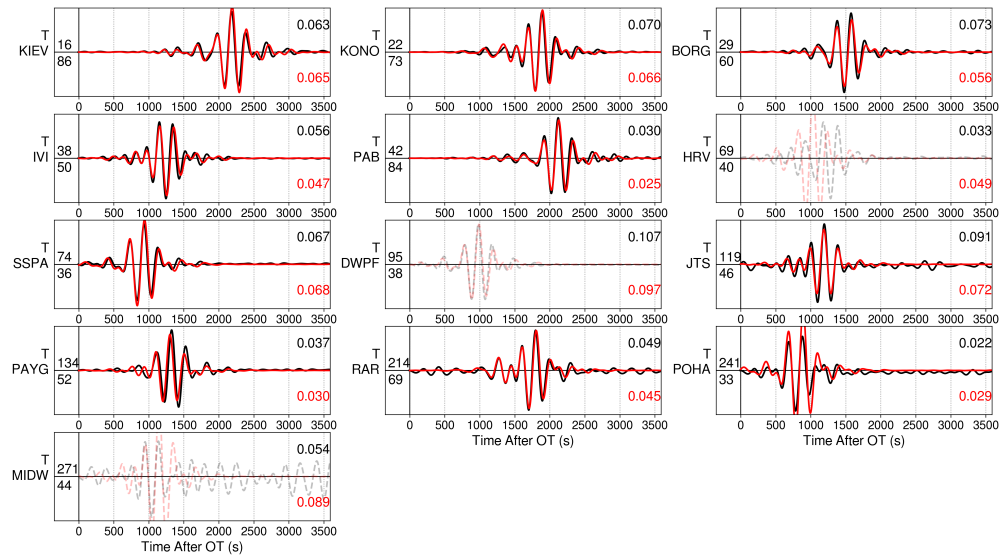 T
KIEV
16
86
0.063
0.065
0 500 1000 1500 2000 2500 3000 3500
T
KONO
22
73
0.070
0.066
0 500 1000 1500 2000 2500 3000 3500
T
BORG
29
60
0.073
0.056
0 500 1000 1500 2000 2500 3000 3500
T
IVI
38
50
0.056
0.047
0 500 1000 1500 2000 2500 3000 3500
T
PAB
42
84
0.030
0.025
0 500 1000 1500 2000 2500 3000 3500
T
HRV
69
40
0.033
0.049
0 500 1000 1500 2000 2500 3000 3500
T
SSPA
74
36
0.067
0.068
0 500 1000 1500 2000 2500 3000 3500
T
DWPF
95
38
0.107
0.097
0 500 1000 1500 2000 2500 3000 3500
T
JTS
119
46
0.091
0.072
0 500 1000 1500 2000 2500 3000 3500
T
PAYG
134
52
0.037
0.030
0 500 1000 1500 2000 2500 3000 3500
T
RAR
214
69
0.049
0.045
0 500 1000 1500 2000 2500 3000 3500
Time After OT (s)
T
POHA
241
33
0.022
0.029
0 500 1000 1500 2000 2500 3000 3500
Time After OT (s)
T
MIDW
271
44
0.054
0.089
0 500 1000 1500 2000 2500 3000 3500
Time After OT (s)